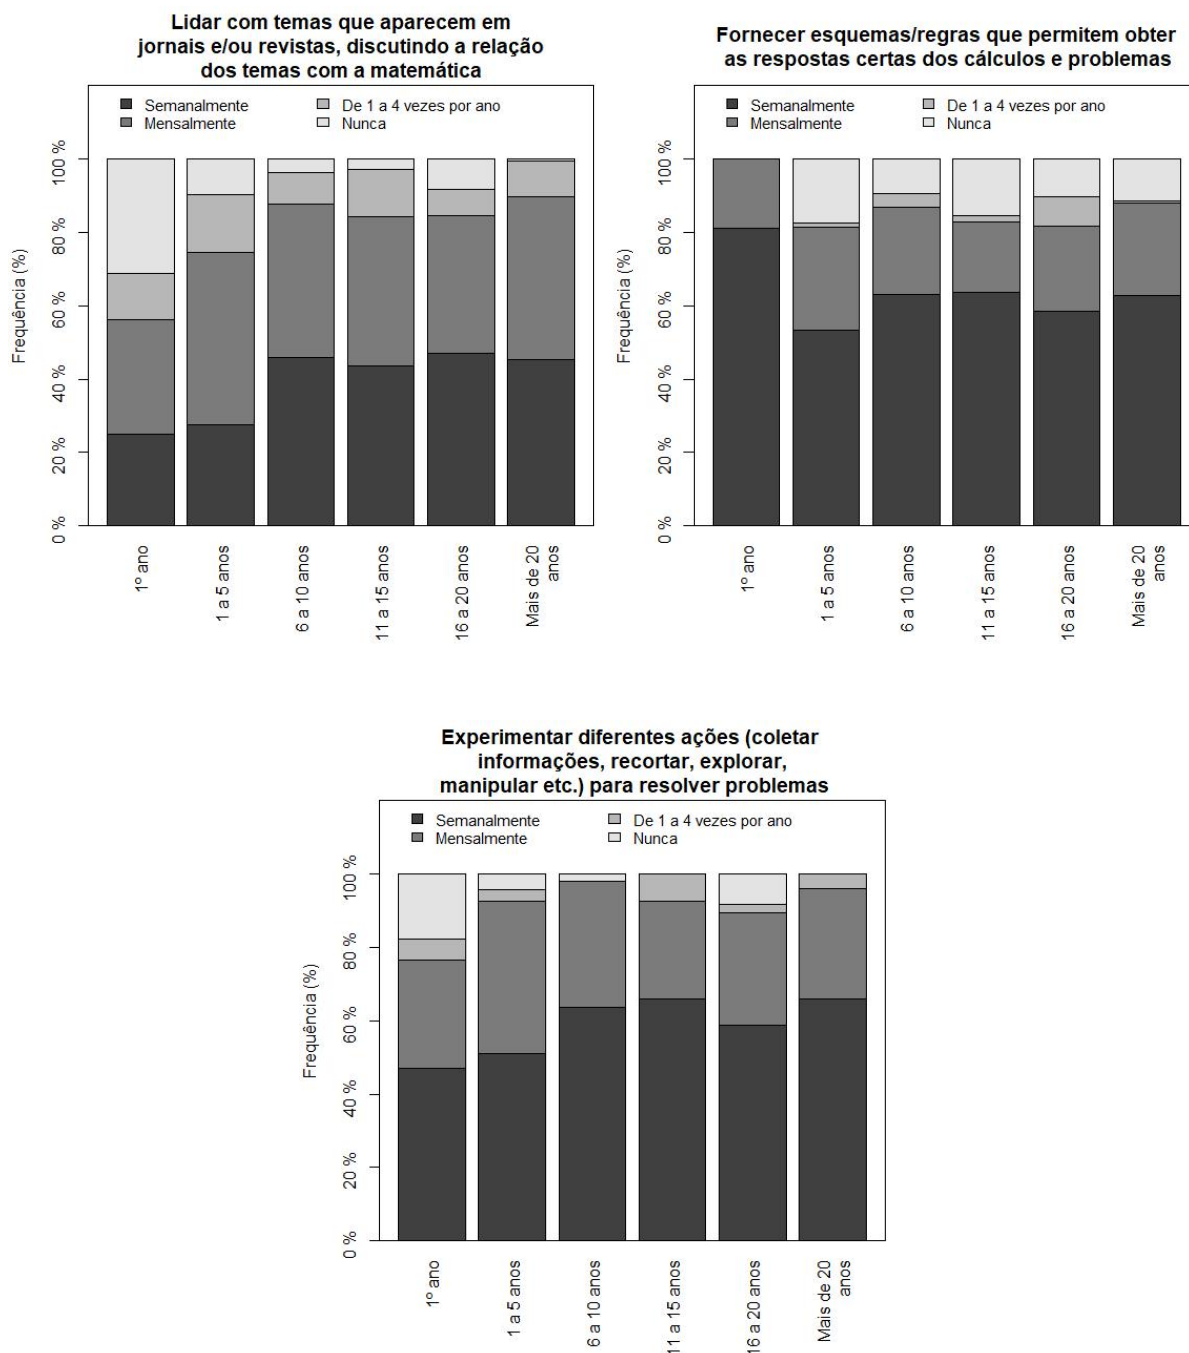 Lidar com temas que aparecem em
jornais e/ou revistas, discutindo a relação
dos temas com a matemática
Semanalmente
Mensalmente
De 1 a 4 vezes por ano
Nunca
Frequência (%)
100 %
80 %
60 %
40 %
20 %
0 %
1º ano
1 a 5 anos
6 a 10 anos
11 a 15 anos
16 a 20 anos
Mais de 20
anos
Fornecer esquemas/regras que permitem obter
as respostas certas dos cálculos e problemas
Semanalmente
Mensalmente
De 1 a 4 vezes por ano
Nunca
Frequência (%)
100 %
80 %
60 %
40 %
20 %
0 %
1º ano
1 a 5 anos
6 a 10 anos
11 a 15 anos
16 a 20 anos
Mais de 20
anos
Experimentar diferentes ações (coletar
informações, recortar, explorar,
manipular etc.) para resolver problemas
Semanalmente
Mensalmente
De 1 a 4 vezes por ano
Nunca
Frequência (%)
100 %
80 %
60 %
40 %
20 %
0 %
1º ano
1 a 5 anos
6 a 10 anos
11 a 15 anos
16 a 20 anos
Mais de 20
anos